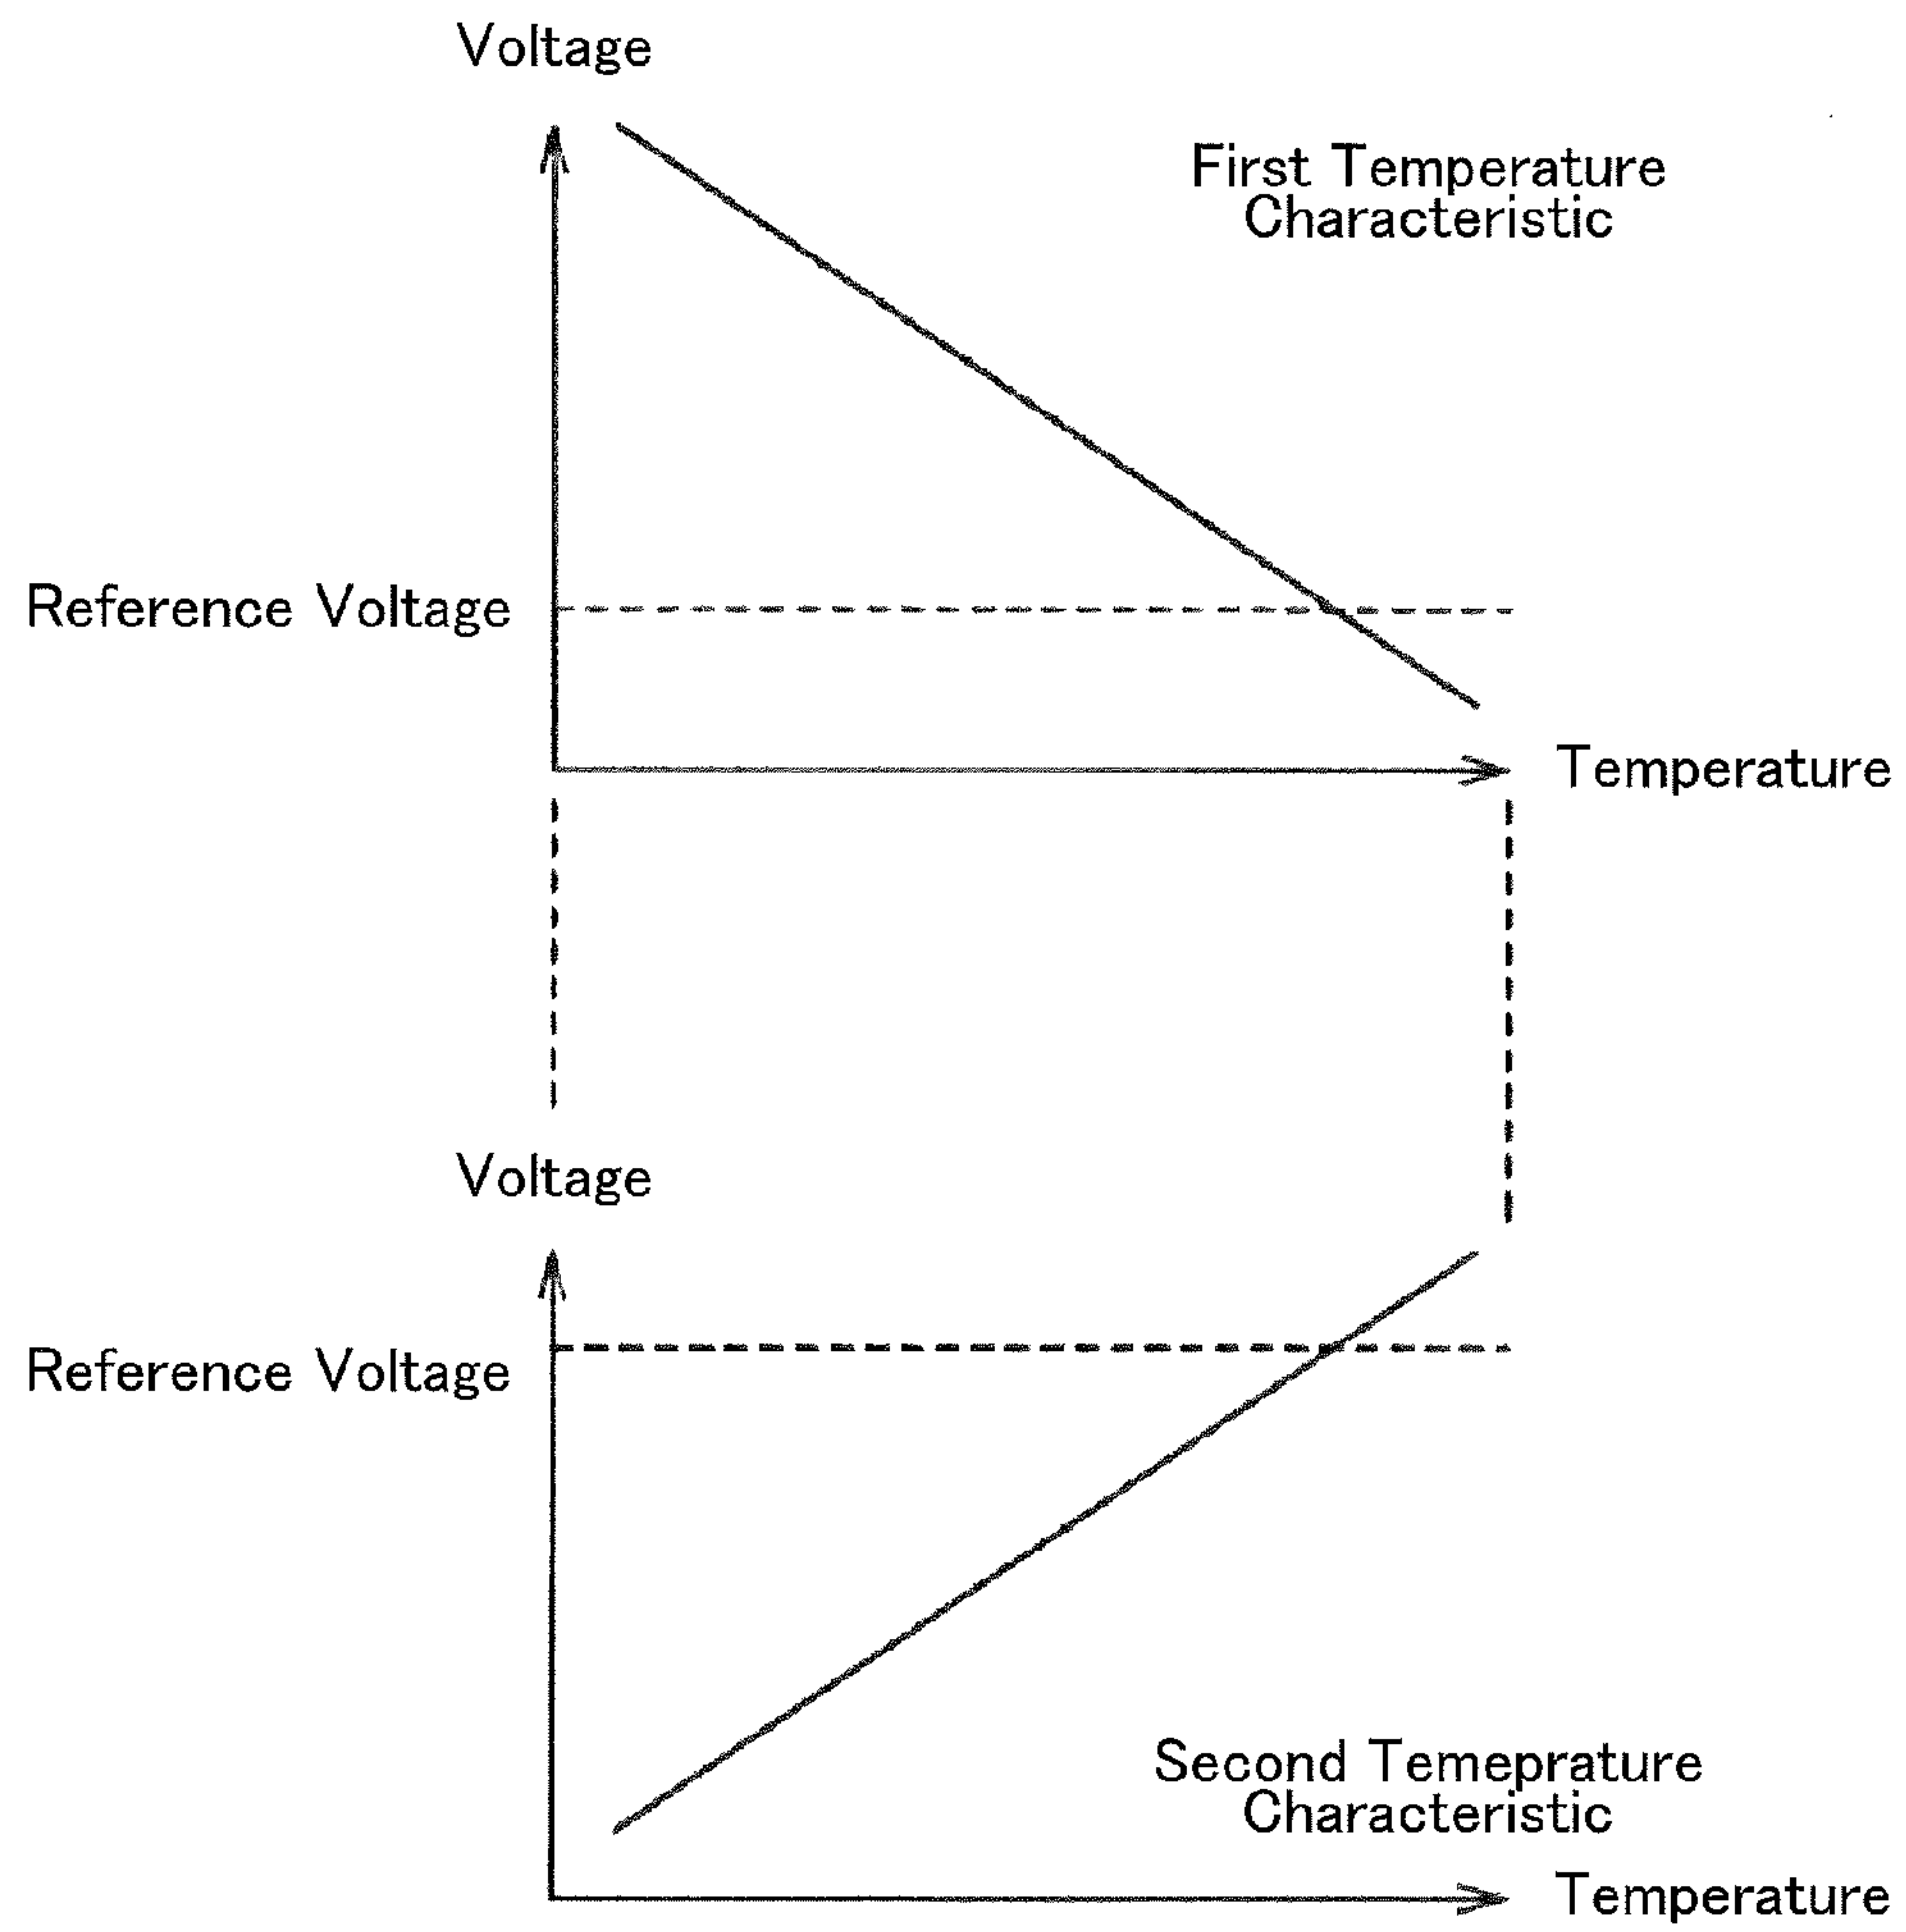 Voltage
First Temperature
Characteristic
Reference Voltage
Temperature
Voltage
Reference Voltage
Second Temeprature
Characteristic
Temperature